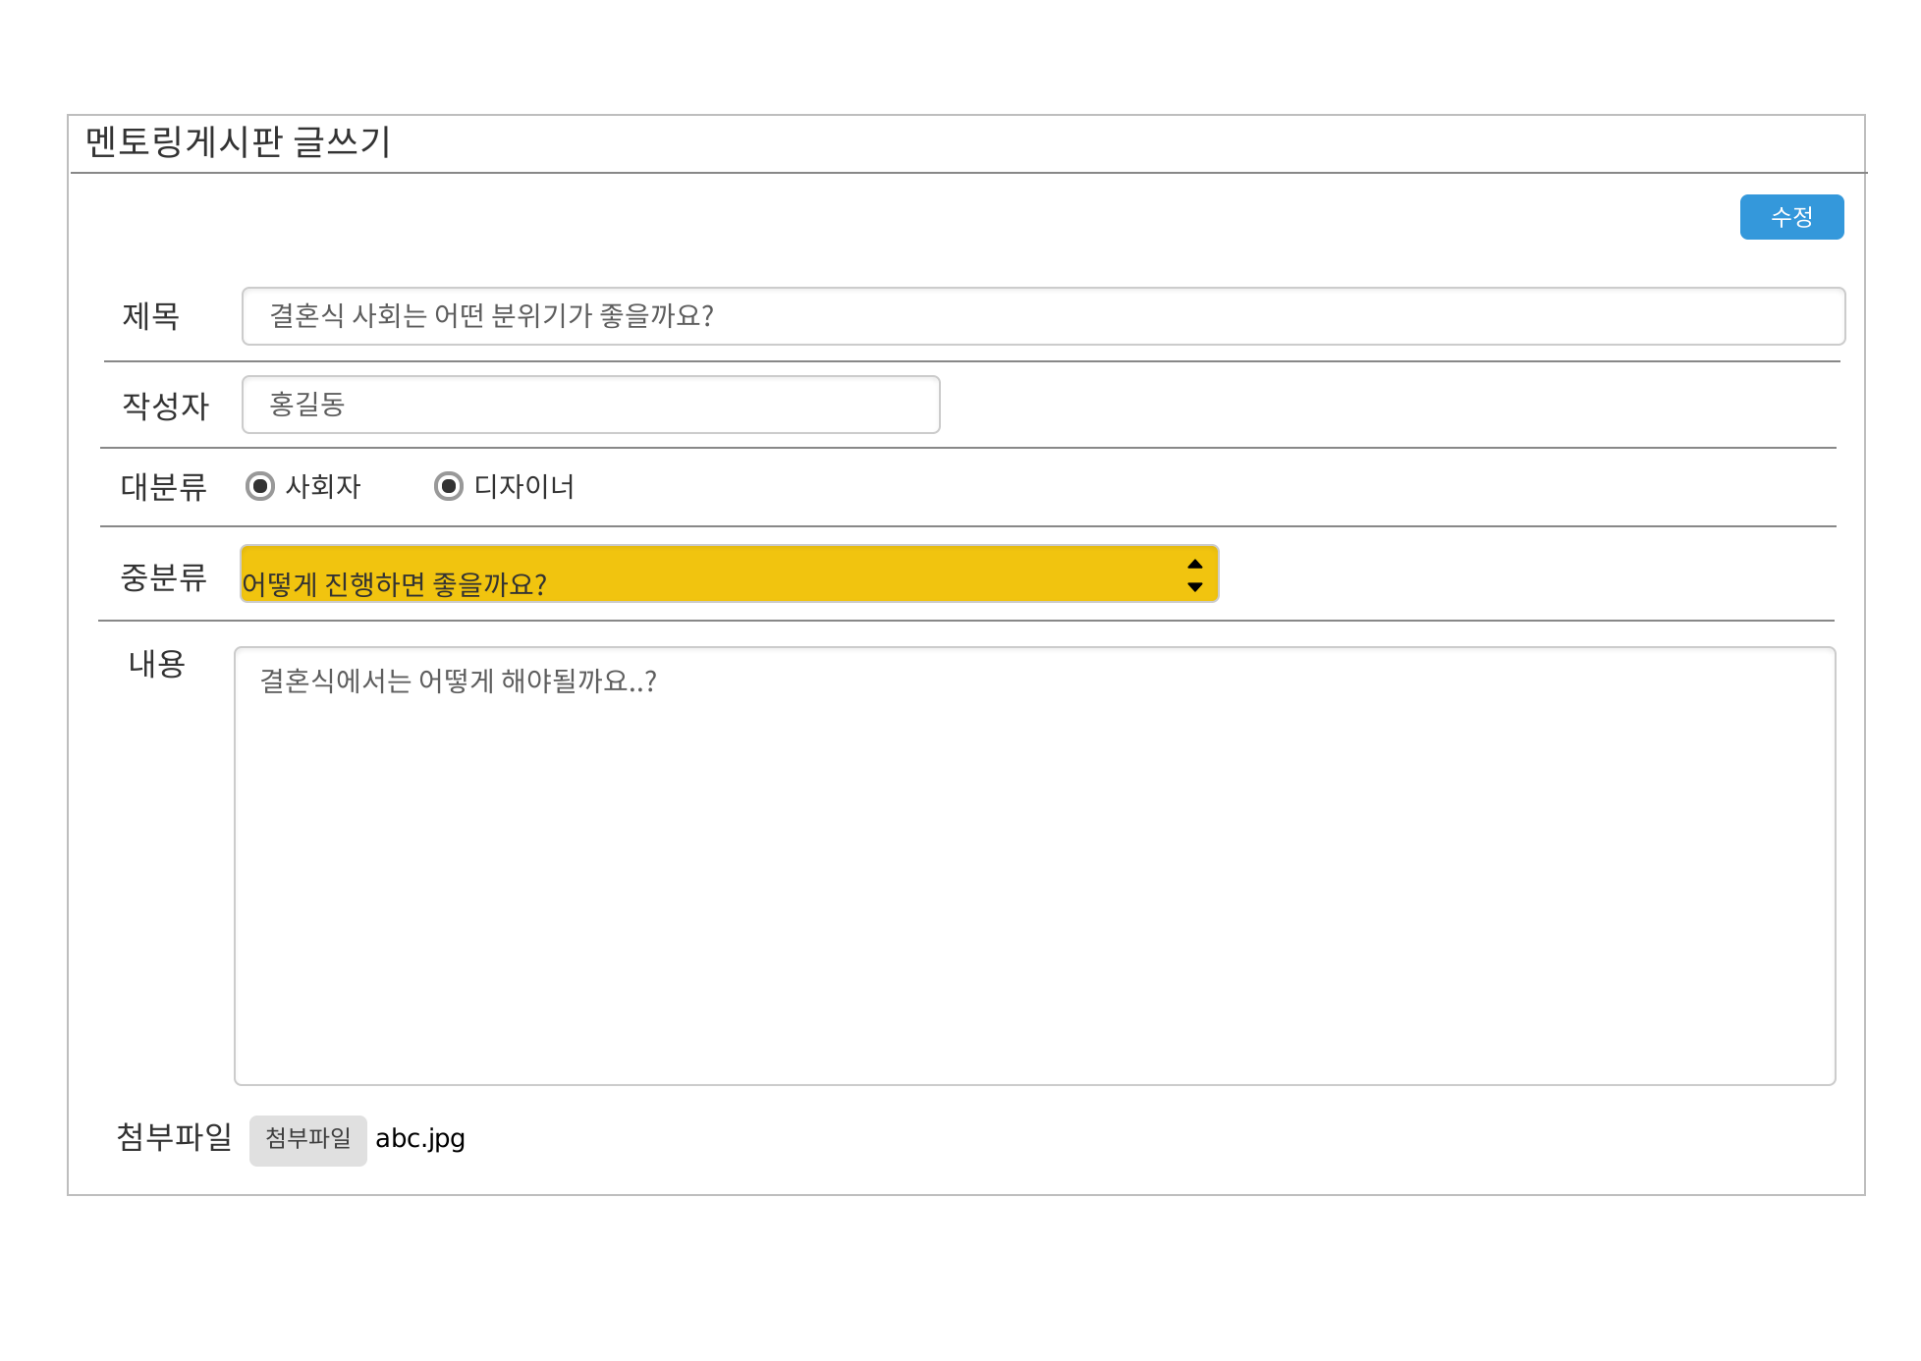 멘토링게시판 글쓰기
수정
제목 결혼식 사회는 어떤 분위기가 좋을까요?
작성자 홍길동
대분류 사회자 디자이너
중분류 어떻게 진행하면 좋을까요?
내용 결혼식에서는 어떻게 해야될까요..?
첨부파일 첨부파일 abc.jpg